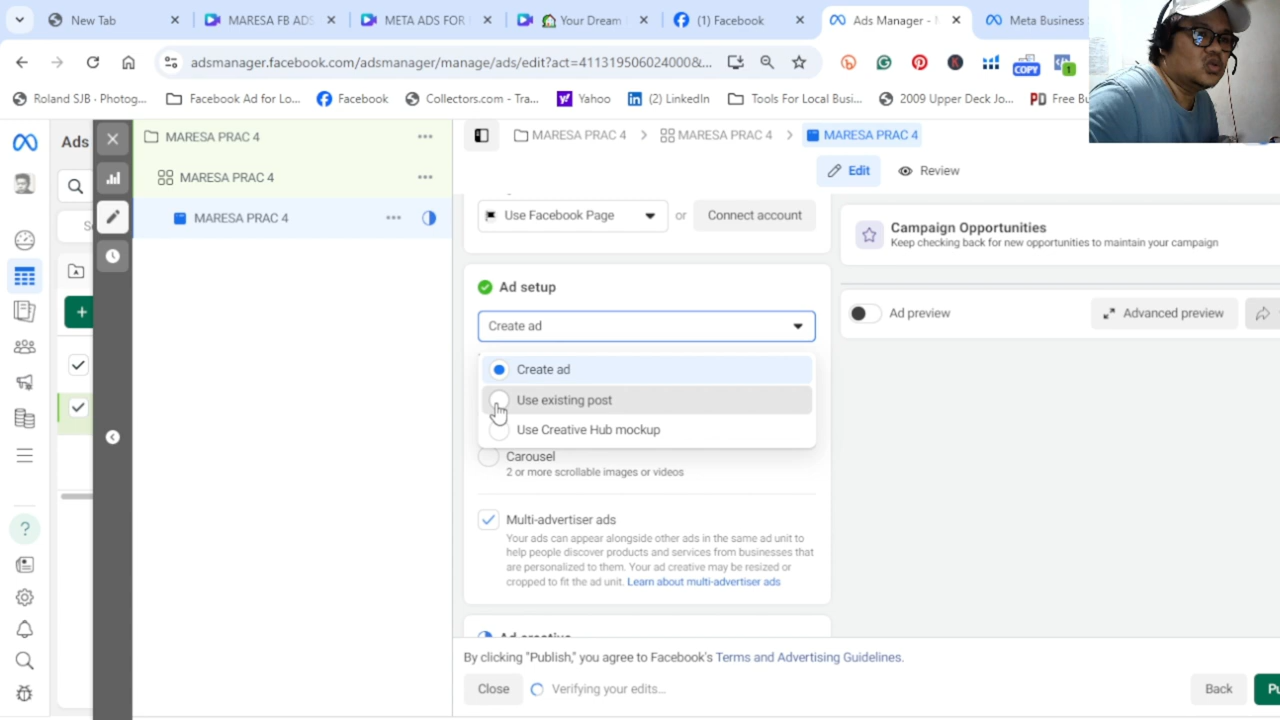 New Tab
MARESA FB ADS
META ADS FOR
Your Dream
(1) Facebook
Ads Manager -
Meta Business
adsmanager.facebook.com/adsmanager/manage/ads/edit?act=411319506024000&...
COPY
1
Roland SJB · Photog...
Facebook Ad for Lo...
Facebook
Collectors.com - Tra...
Yahoo
(2) LinkedIn
Tools For Local Busi...
2009 Upper Deck Jo...
PD
Free Bu
Ads
MARESA PRAC 4
MARESA PRAC 4
MARESA PRAC 4
MARESA PRAC 4
MARESA PRAC 4
MARESA PRAC 4
Edit
Review
Use Facebook Page
or
Connect account
Campaign Opportunities
Keep checking back for new opportunities to maintain your campaign
Ad setup
Ad preview
Advanced preview
Create ad
Create ad
Use existing post
Use Creative Hub mockup
Carousel
2 or more scrollable images or videos
Multi-advertiser ads
Your ads can appear alongside other ads in the same ad unit to
help people discover products and services from businesses that
are personalized to them. Your ad creative may be resized or
cropped to fit the ad unit. Learn about multi-advertiser ads
Ad creative
By clicking "Publish," you agree to Facebook's Terms and Advertising Guidelines.
Close
Verifying your edits...
Back
Pu